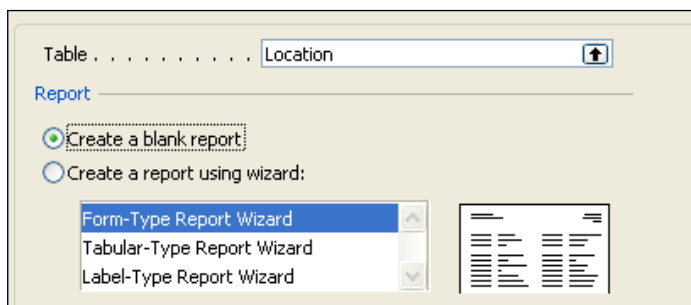 Table . . . . . . . . . . Location
Report
Create a blank report
Create a report using wizard:
Form-Type Report Wizard
Tabular-Type Report Wizard
Label-Type Report Wizard